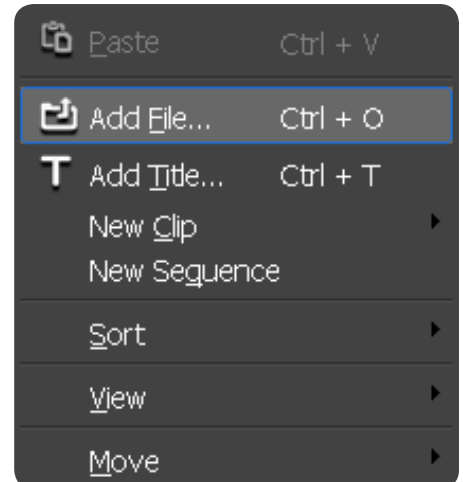 Paste Ctrl + V
Add File... Ctrl + O
Add Title... Ctrl + T
New Clip
New Sequence
Sort
View
Move